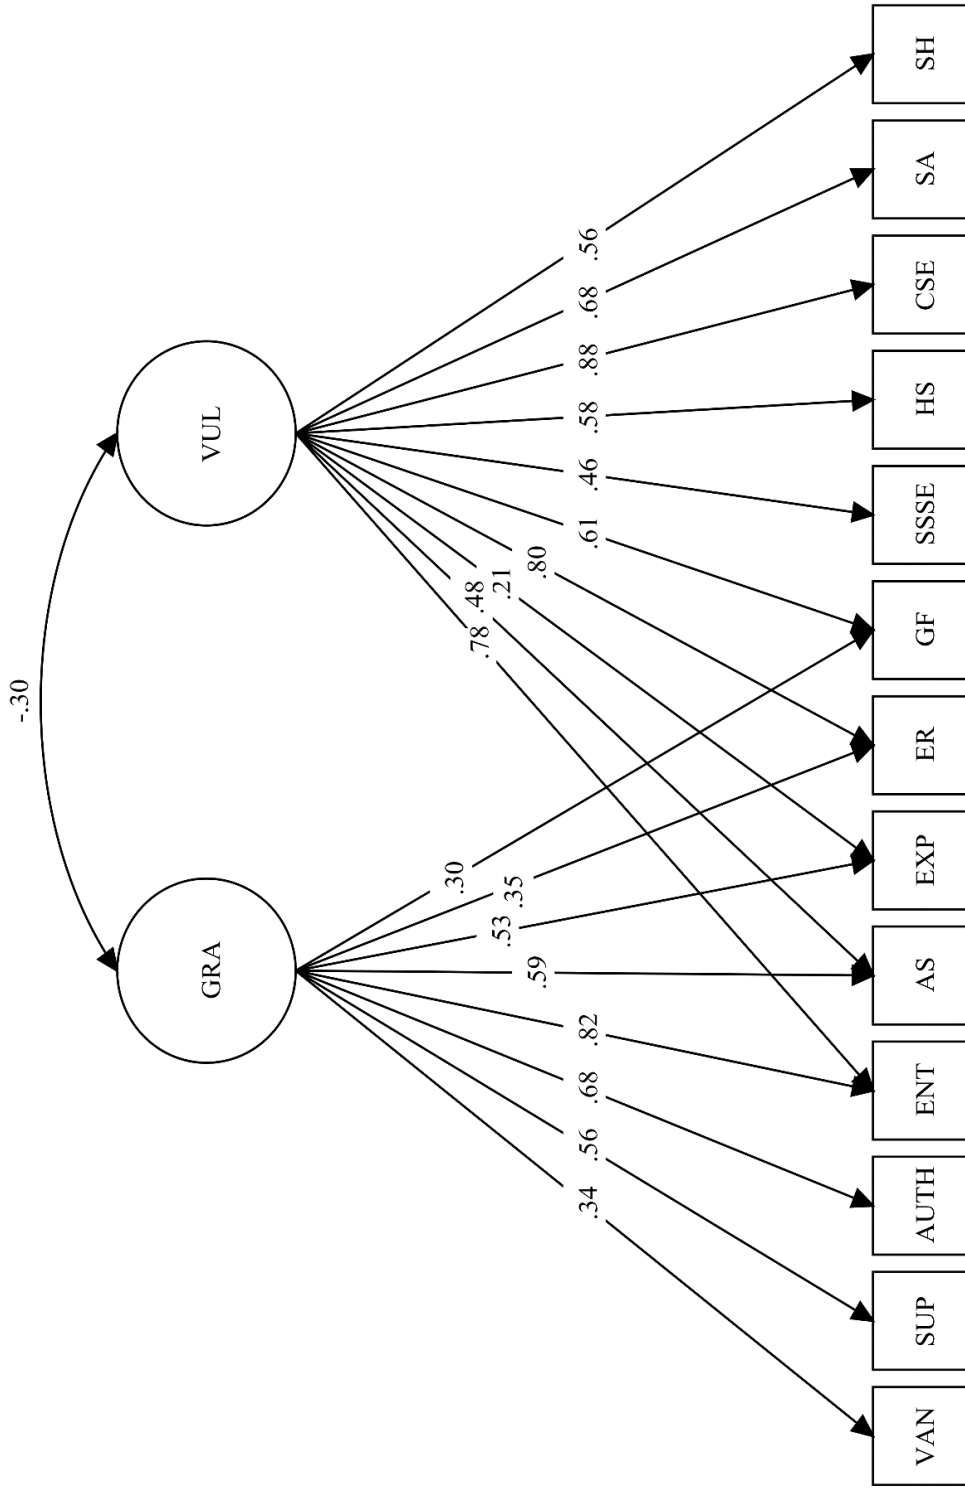 -.30
GRA
VUL
.34
.56
.68
.82
.59
.53
.35
.30
.78
.48
.21
.80
.61
.46
.58
.88
.68
.56
VAN
SUP
AUTH
ENT
AS
EXP
ER
GF
SSSE
HS
CSE
SA
SH